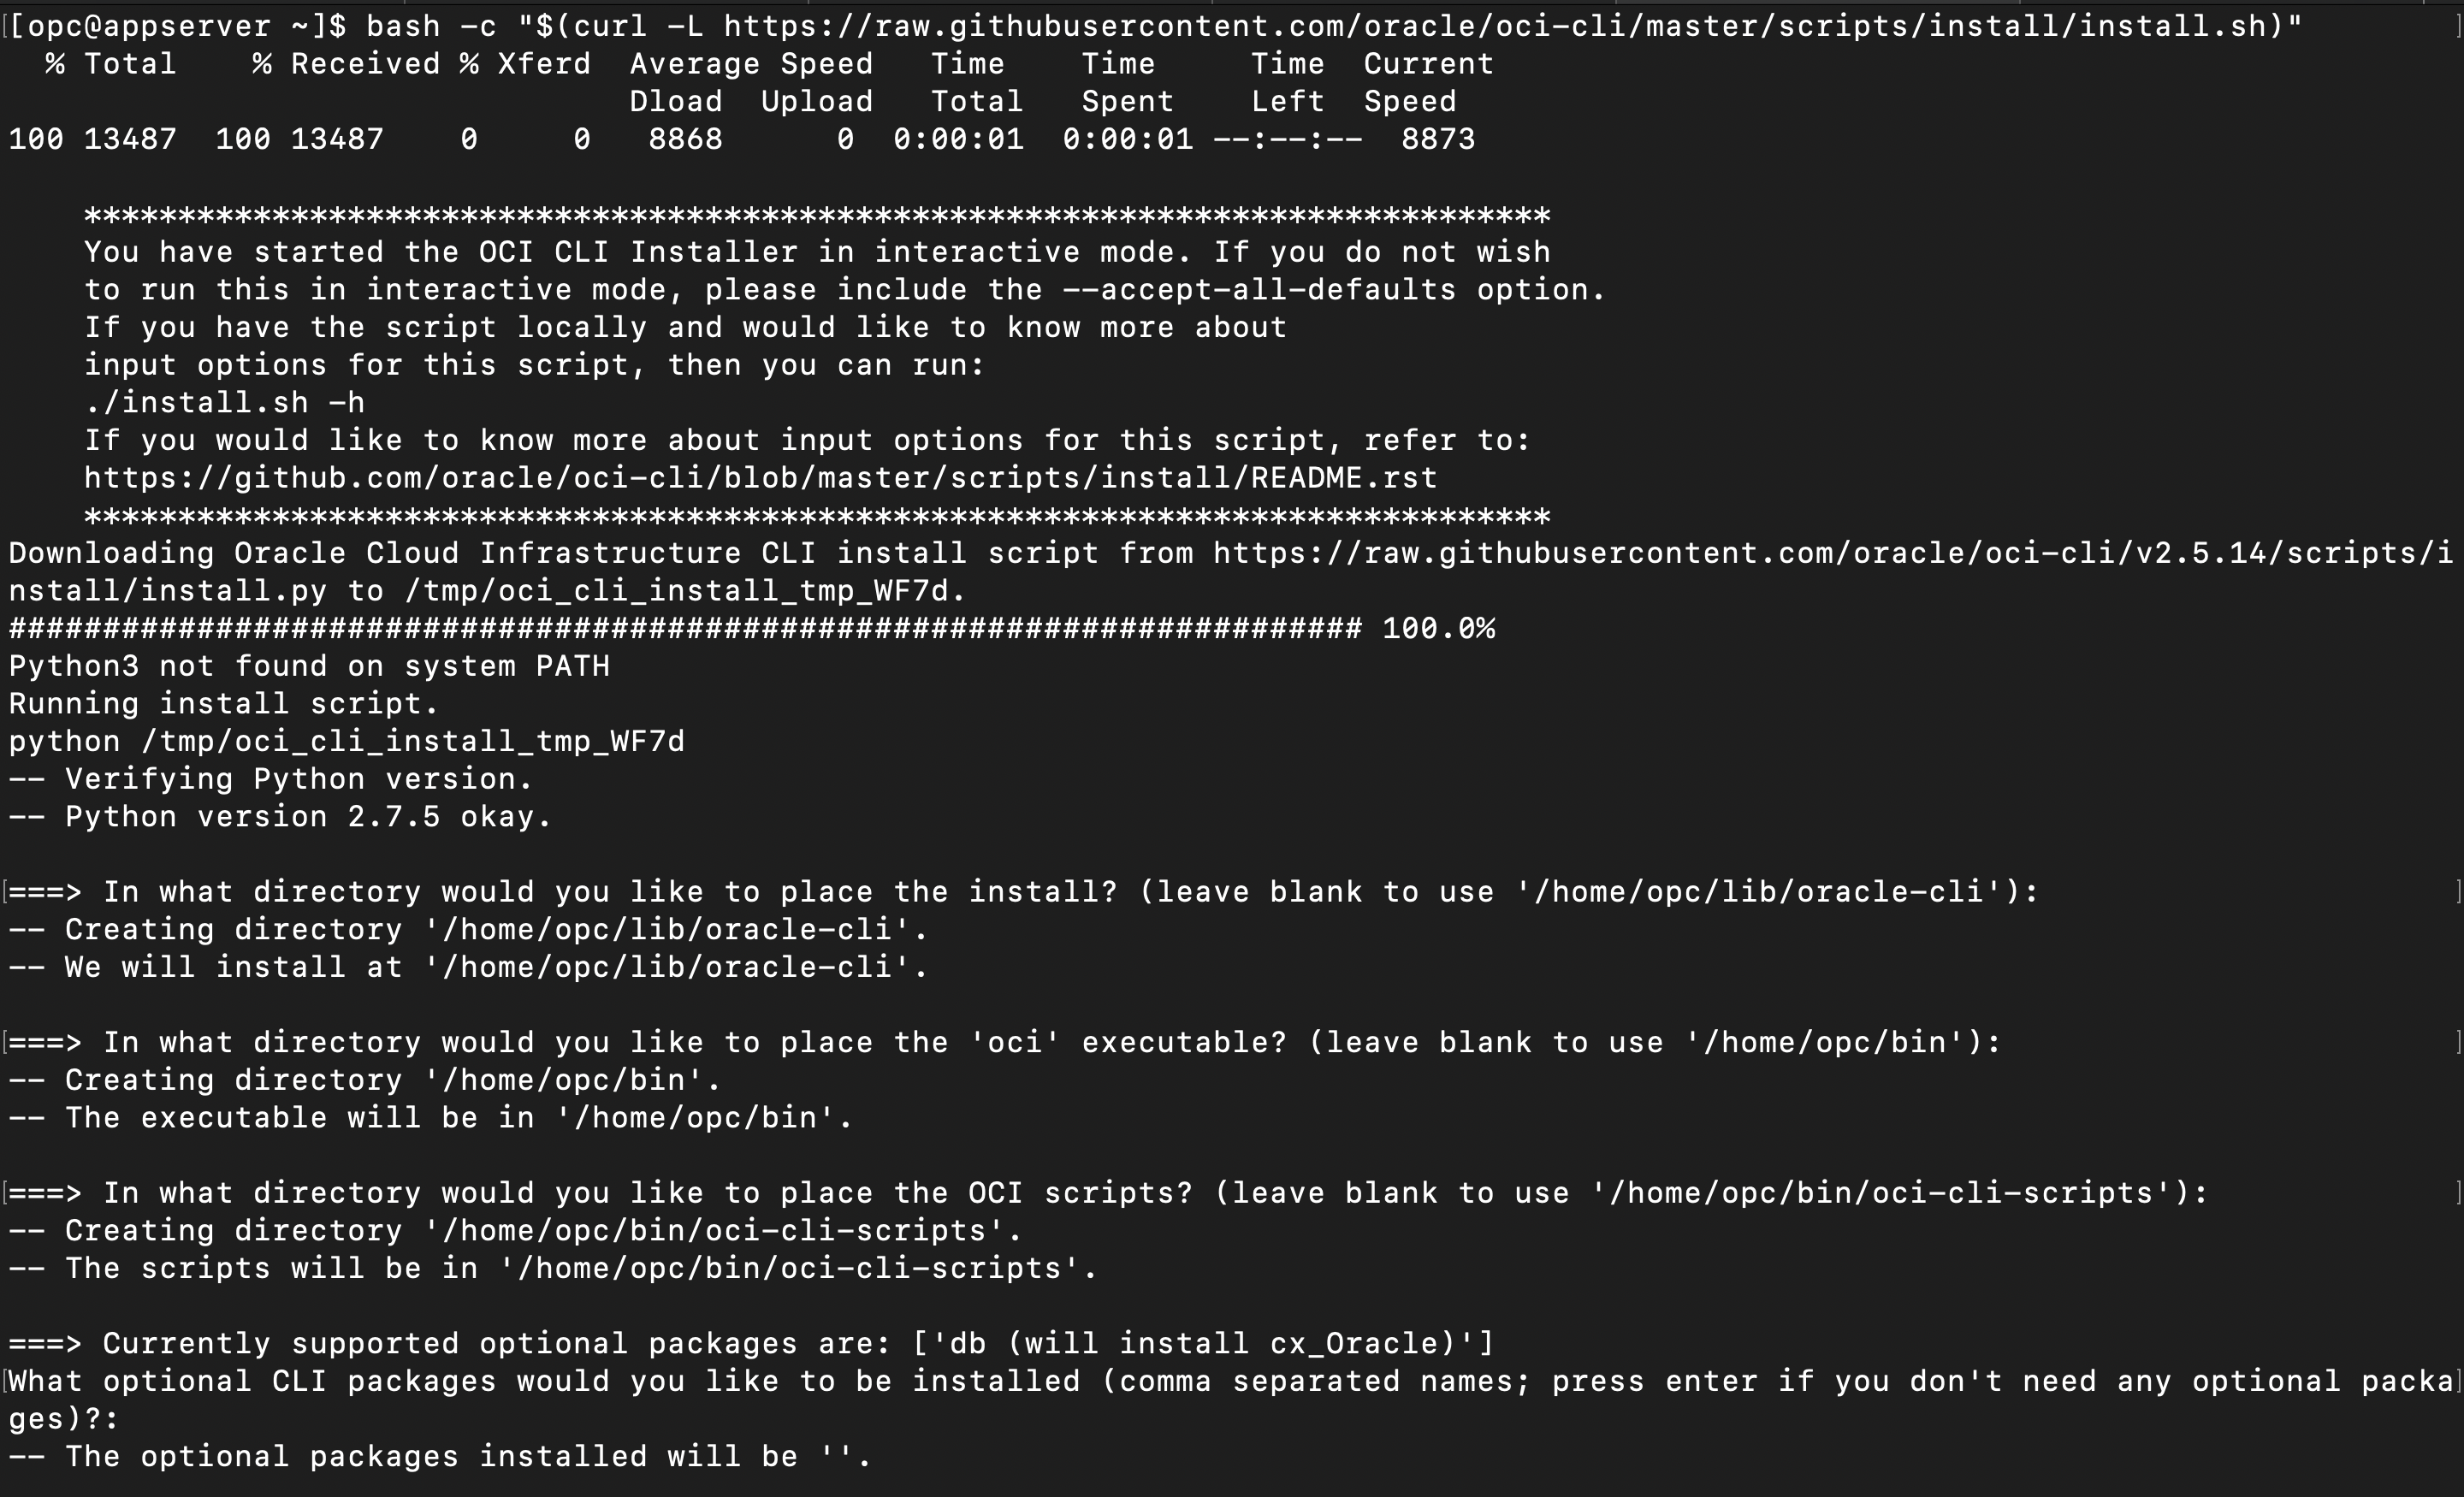 [opc@appserver ~]$ bash -c "$(curl -L https://raw.githubusercontent.com/oracle/oci-cli/master/scripts/install/install.sh)"
  % Total    % Received % Xferd  Average Speed   Time    Time     Time  Current
                                 Dload  Upload   Total   Spent    Left  Speed
100 13487  100 13487    0     0   8868      0  0:00:01  0:00:01 --:--:--  8873
    ******************************************************************************
    You have started the OCI CLI Installer in interactive mode. If you do not wish
    to run this in interactive mode, please include the --accept-all-defaults option.
    If you have the script locally and would like to know more about
    input options for this script, then you can run:
    ./install.sh -h
    If you would like to know more about input options for this script, refer to:
    https://github.com/oracle/oci-cli/blob/master/scripts/install/README.rst
    ******************************************************************************
Downloading Oracle Cloud Infrastructure CLI install script from https://raw.githubusercontent.com/oracle/oci-cli/v2.5.14/scripts/i
nstall/install.py to /tmp/oci_cli_install_tmp_WF7d.
######################################################################## 100.0%
Python3 not found on system PATH
Running install script.
python /tmp/oci_cli_install_tmp_WF7d
-- Verifying Python version.
-- Python version 2.7.5 okay.
===> In what directory would you like to place the install? (leave blank to use '/home/opc/lib/oracle-cli'):
-- Creating directory '/home/opc/lib/oracle-cli'.
-- We will install at '/home/opc/lib/oracle-cli'.
===> In what directory would you like to place the 'oci' executable? (leave blank to use '/home/opc/bin'):
-- Creating directory '/home/opc/bin'.
-- The executable will be in '/home/opc/bin'.
===> In what directory would you like to place the OCI scripts? (leave blank to use '/home/opc/bin/oci-cli-scripts'):
-- Creating directory '/home/opc/bin/oci-cli-scripts'.
-- The scripts will be in '/home/opc/bin/oci-cli-scripts'.
===> Currently supported optional packages are: ['db (will install cx_Oracle)']
What optional CLI packages would you like to be installed (comma separated names; press enter if you don't need any optional packa
ges)?:
-- The optional packages installed will be ''.